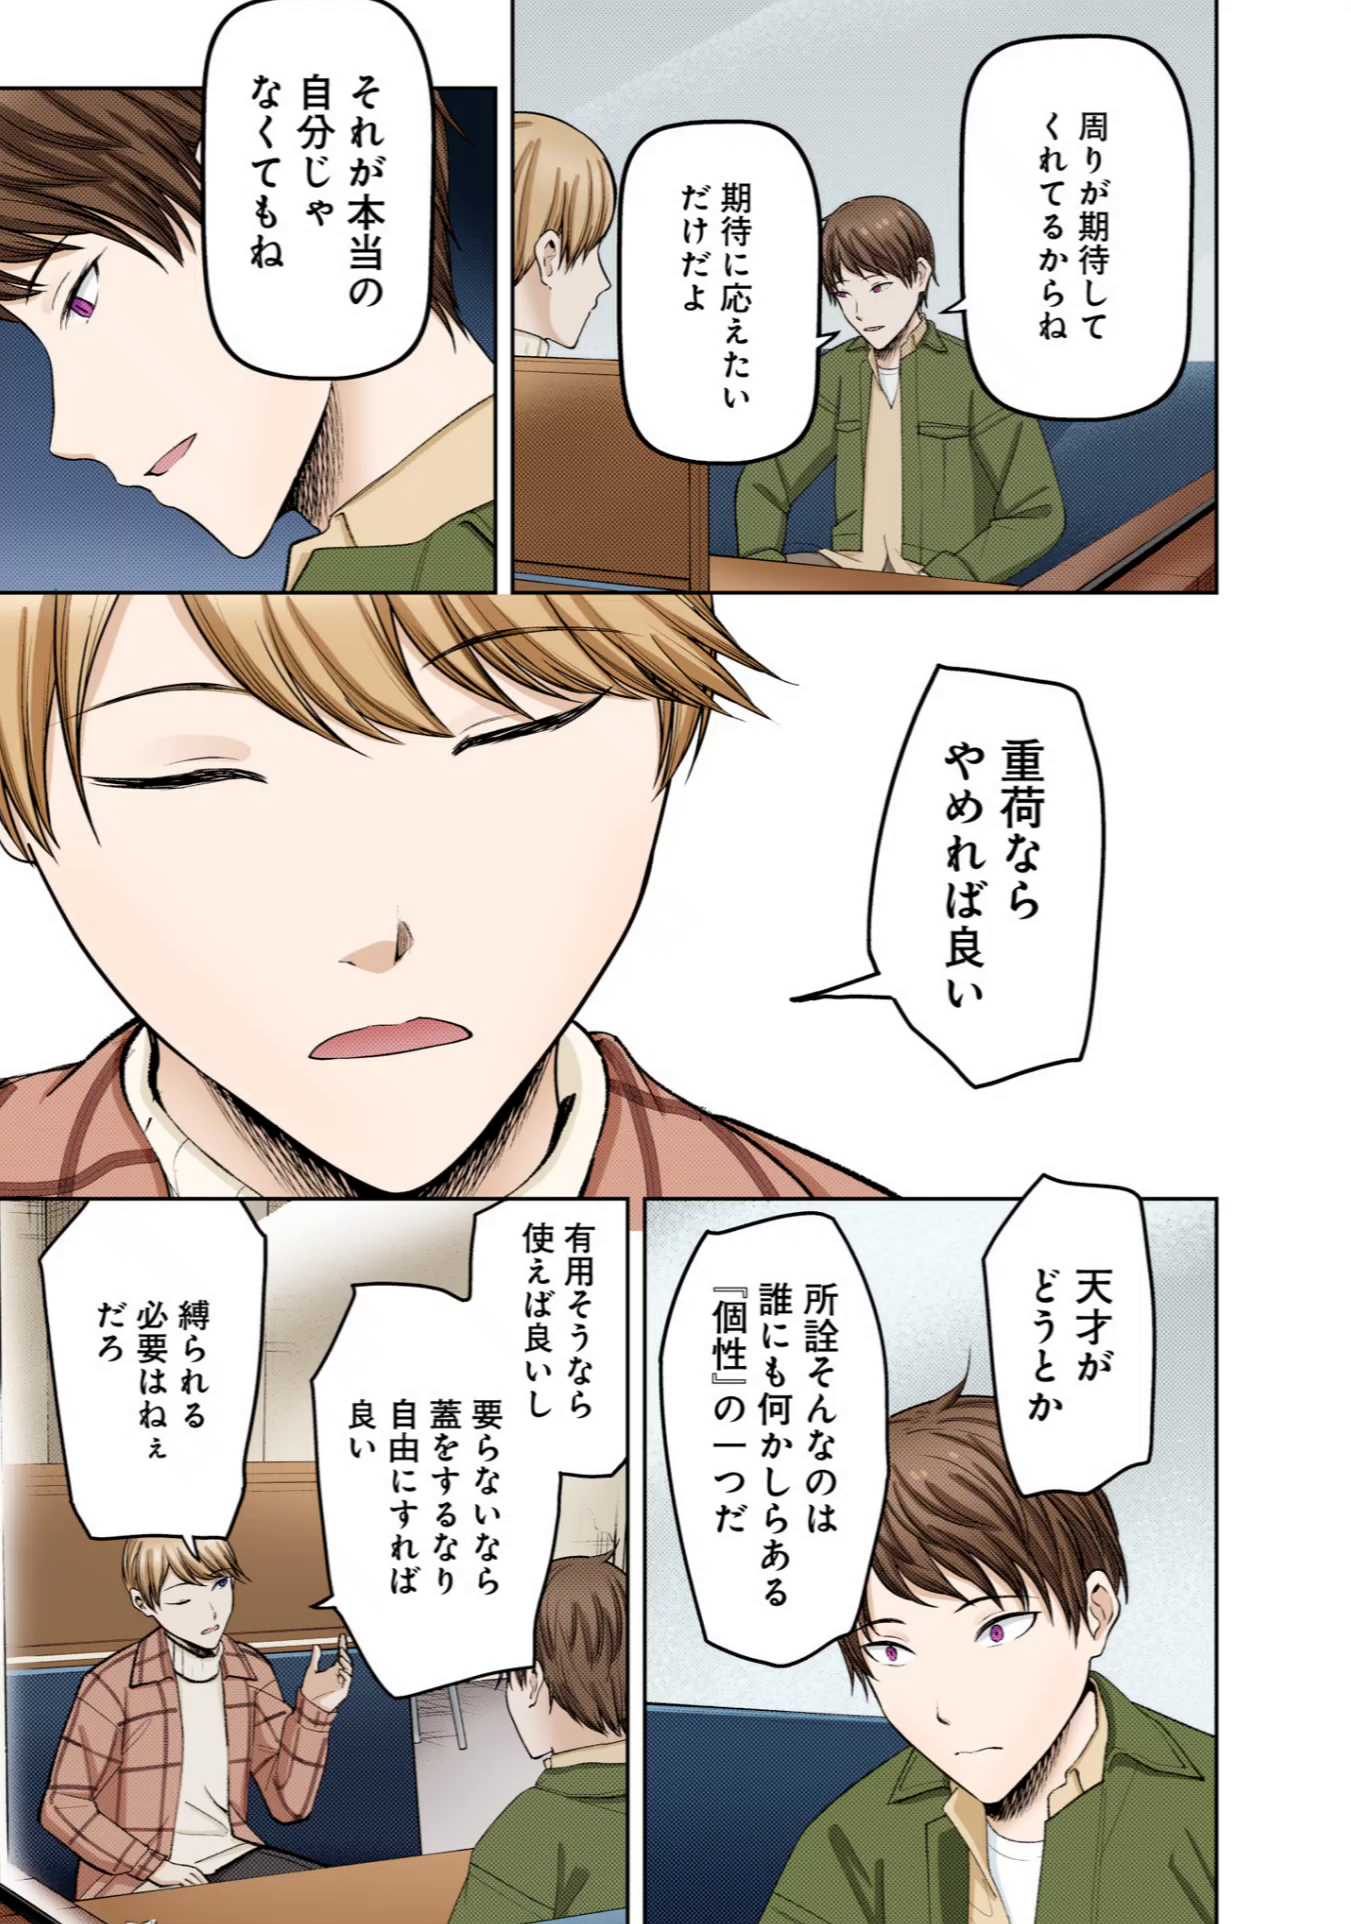 周りが期待して
くれてるからね
期待に応えたい
だけだよ
それが本当の
自分じゃ
なくてもね
重荷なら
やめれば良い
天才が
どうとか
所詮そんなのは
誰にも何かしらある
『個性』の一つだ
有用そうなら
使えば良いし
要らないなら
蓋をするなり
自由にすれば
良い
縛られる
必要はねぇ
だろ